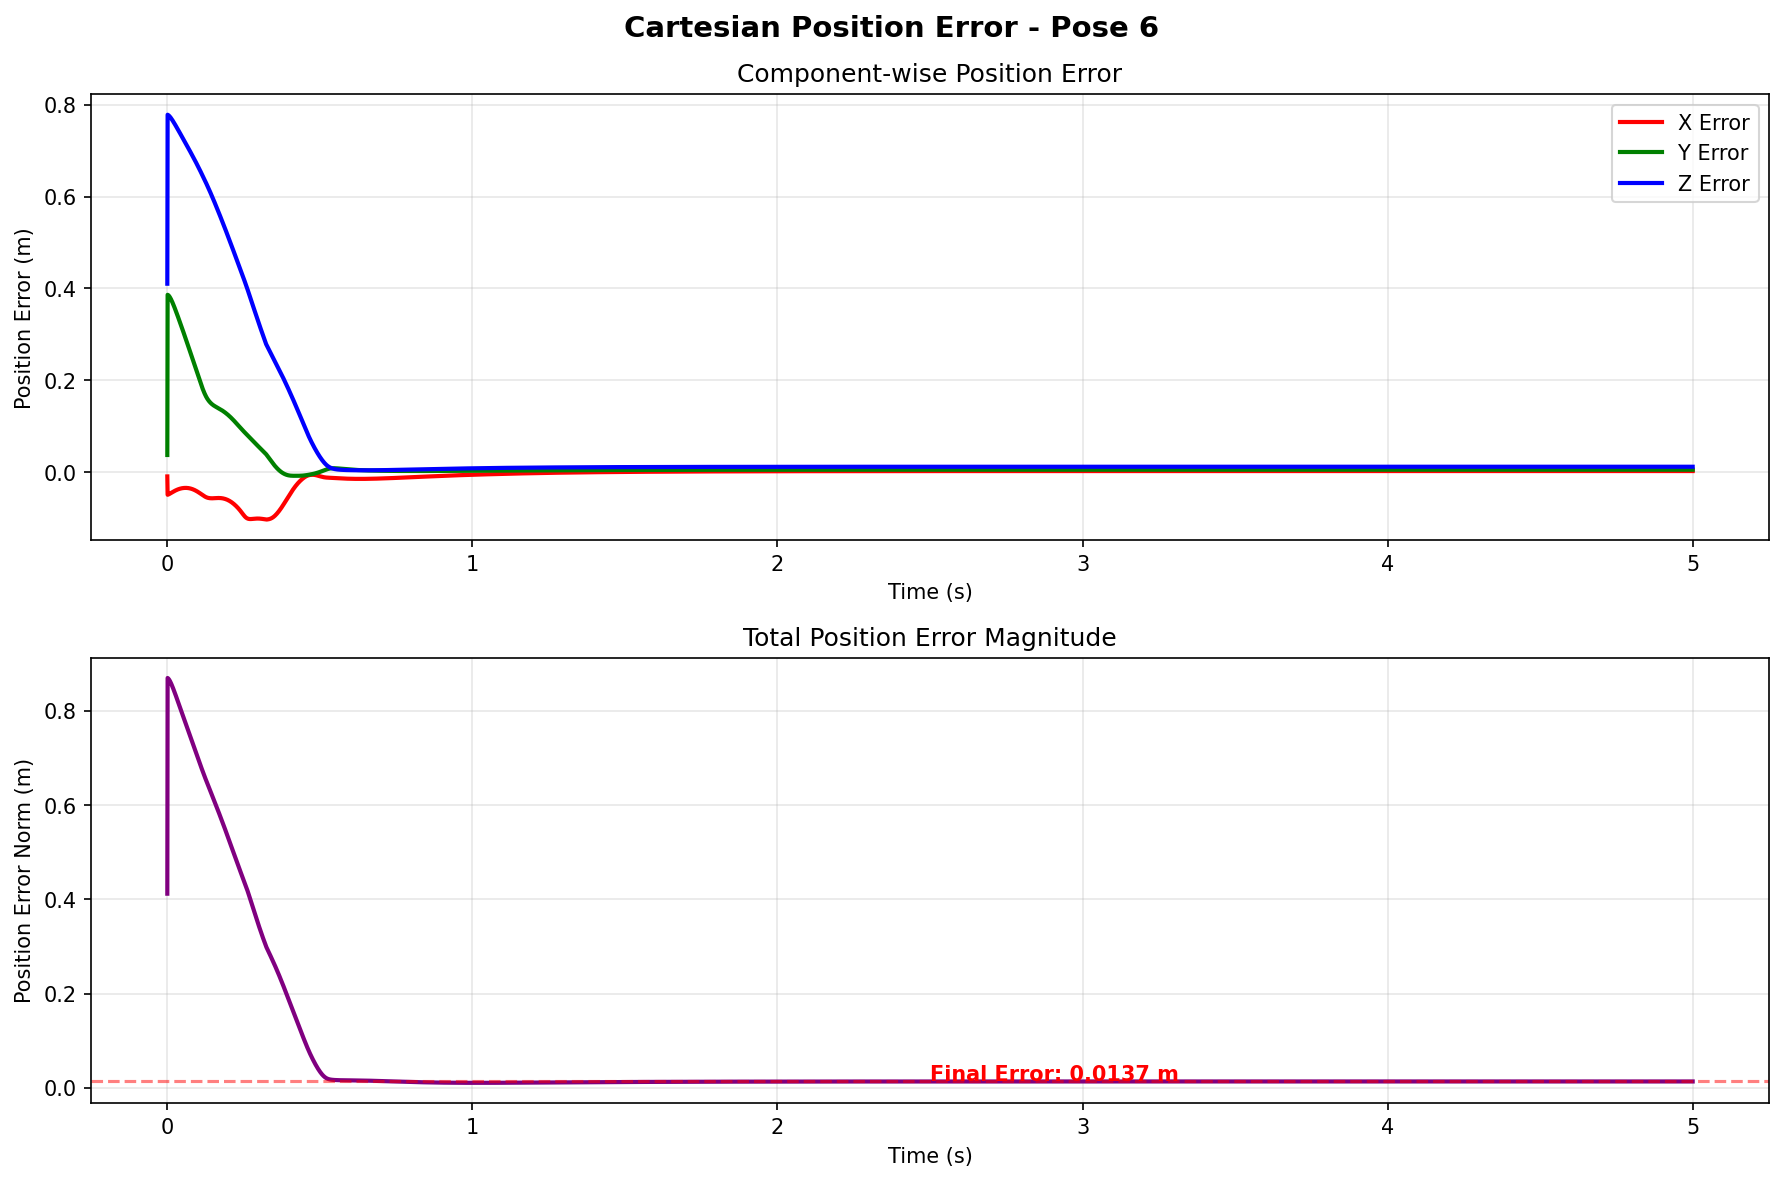 Cartesian Position Error - Pose 6
Component-wise Position Error
Position Error (m)
0.8
0.6
0.4
0.2
0.0
X Error
Y Error
Z Error
0 1 2 3 4 5
Time (s)
Total Position Error Magnitude
Position Error Norm (m)
0.8
0.6
0.4
0.2
0.0
Final Error: 0.0137 m
0 1 2 3 4 5
Time (s)